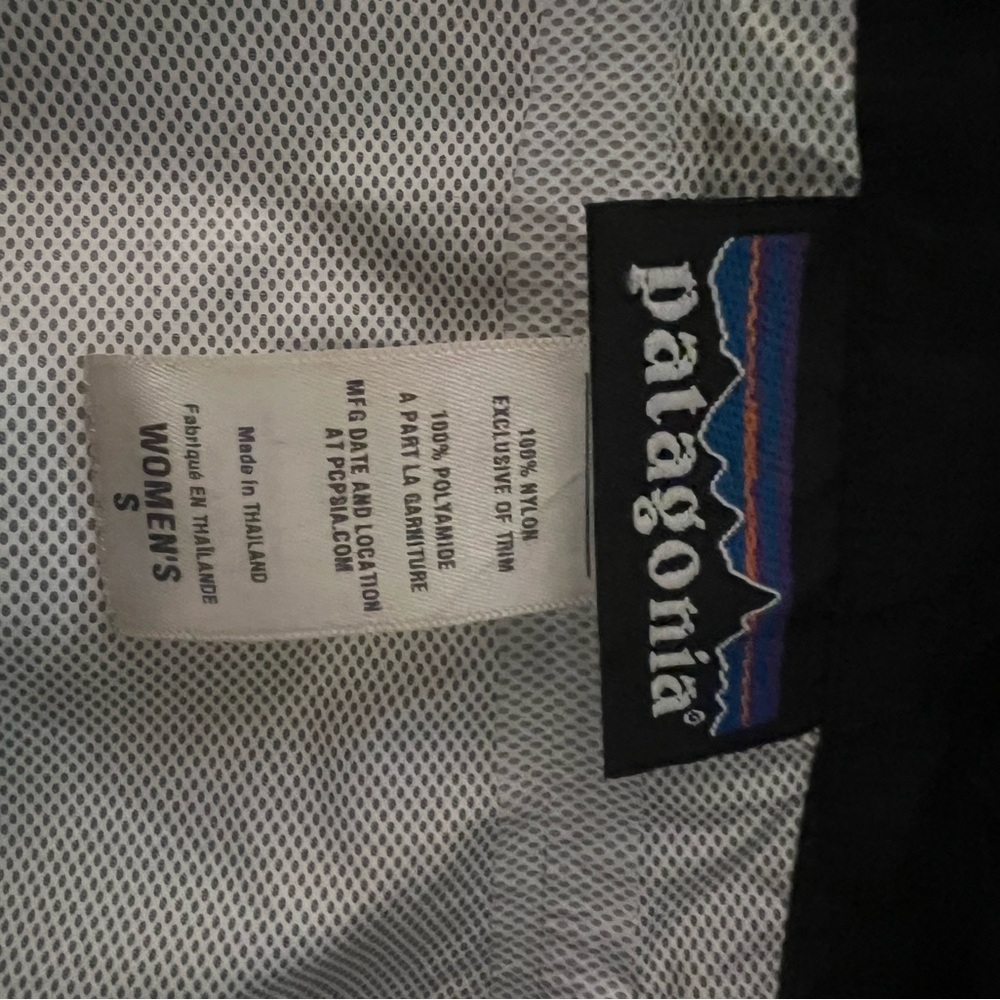 patagonia®
100% NYLON
EXCLUSIVE OF TRIM
100% POLYAMIDE
A PART LA GARNITURE
MFG DATE AND LOCATION
AT PCPSIA.COM
Made in THAILAND
Fabriqué EN THAÏLANDE
WOMEN'S
S